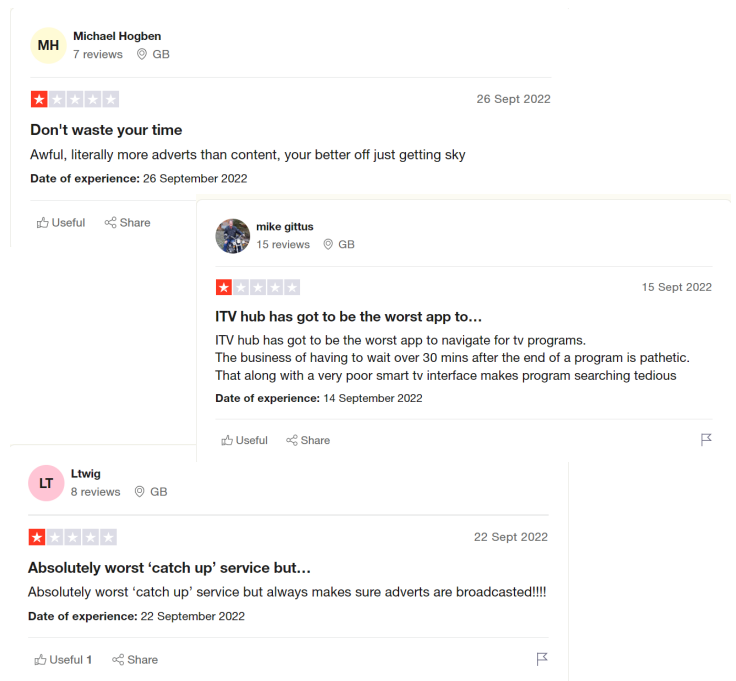 MH
Michael Hogben
7 reviews GB
26 Sept 2022
Don't waste your time
Awful, literally more adverts than content, your better off just getting sky
Date of experience: 26 September 2022
Useful Share
mike gittus
15 reviews GB
15 Sept 2022
ITV hub has got to be the worst app to…
ITV hub has got to be the worst app to navigate for tv programs.
The business of having to wait over 30 mins after the end of a program is pathetic.
That along with a very poor smart tv interface makes program searching tedious
Date of experience: 14 September 2022
Useful Share
LT
Ltwig
8 reviews GB
22 Sept 2022
Absolutely worst ‘catch up’ service but…
Absolutely worst ‘catch up’ service but always makes sure adverts are broadcasted!!!!
Date of experience: 22 September 2022
Useful 1 Share